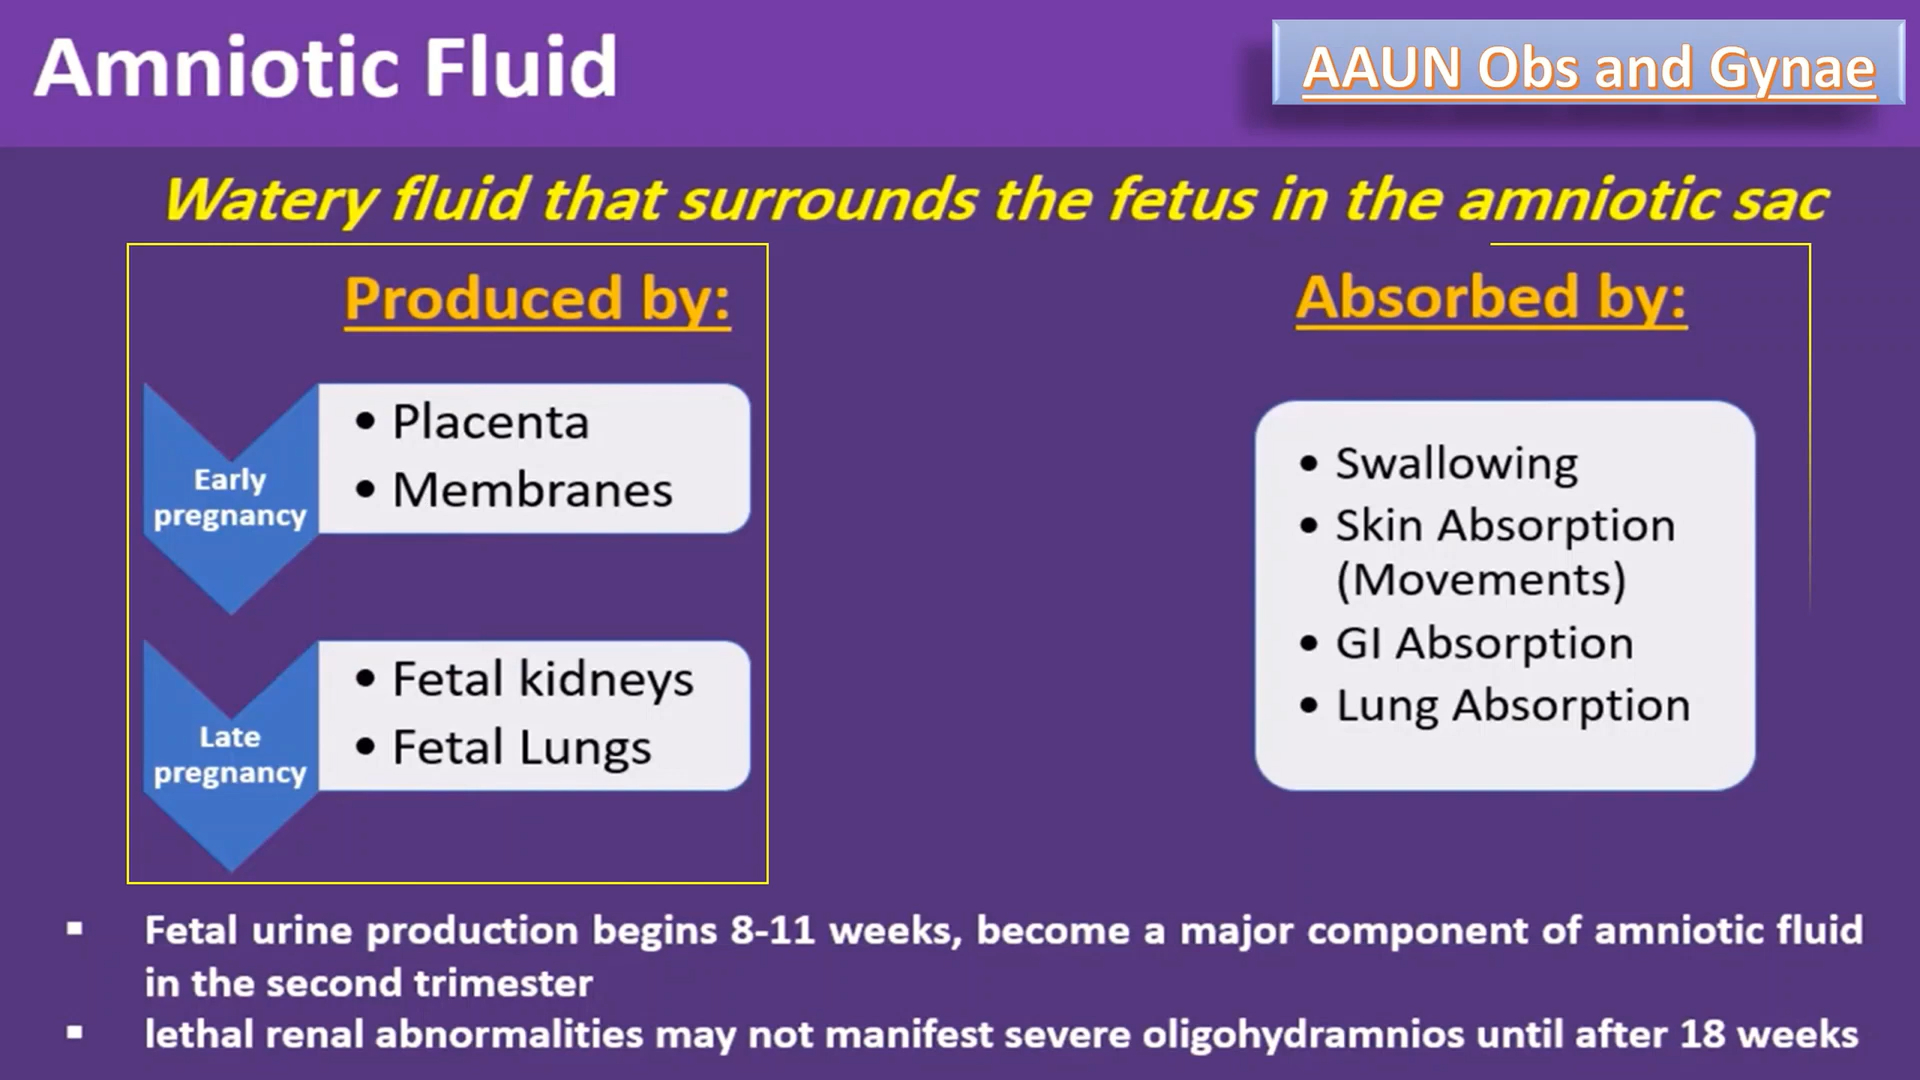 Amniotic Fluid
AAUN Obs and Gynae
Watery fluid that surrounds the fetus in the amniotic sac
Produced by:
Early
pregnancy
• Placenta
• Membranes
Late
pregnancy
• Fetal kidneys
• Fetal Lungs
Absorbed by:
• Swallowing
• Skin Absorption
(Movements)
• GI Absorption
• Lung Absorption
▪ Fetal urine production begins 8-11 weeks, become a major component of amniotic fluid
in the second trimester
▪ lethal renal abnormalities may not manifest severe oligohydramnios until after 18 weeks